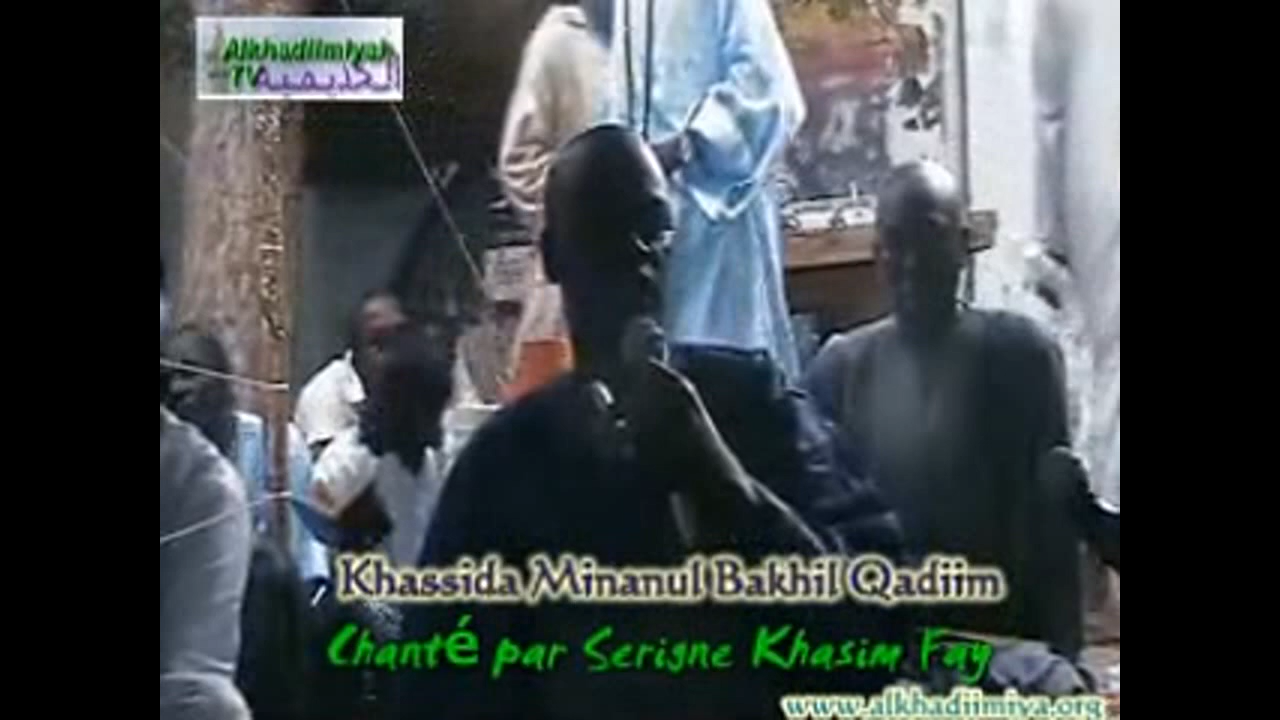 Alkhadiimiyah
TV الخديمية
Khassida Minanul Bakhil Qadiim
Chanté par Serigne Khasim Fay
www.alkhadiimiya.org